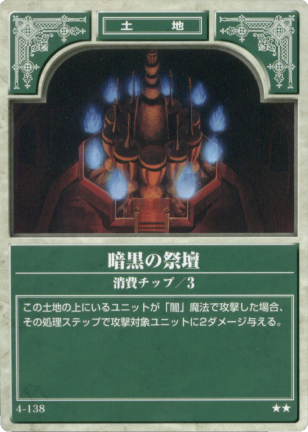 土地
暗黒の祭壇
消費チップ／3
この土地の上にいるユニットが「闇」魔法で攻撃した場合、
その処理ステップで攻撃対象ユニットに2ダメージ与える。
4-138
★★